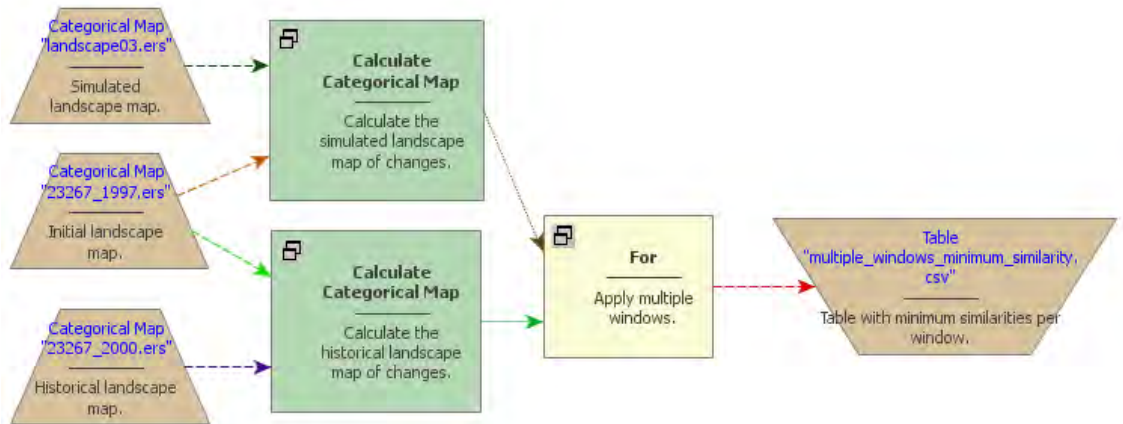 Categorical Map
"landscape03.ers"
Simulated
landscape map.
Categorical Map
"23267_1997.ers"
Initial landscape
map.
Categorical Map
"23267_2000.ers"
Historical landscape
map.
Calculate
Categorical Map
Calculate the
simulated landscape
map of changes.
Calculate
Categorical Map
Calculate the
historical landscape
map of changes.
For
Apply multiple
windows.
Table
"multiple_windows_minimum_similarity.
csv"
Table with minimum similarities per
window.